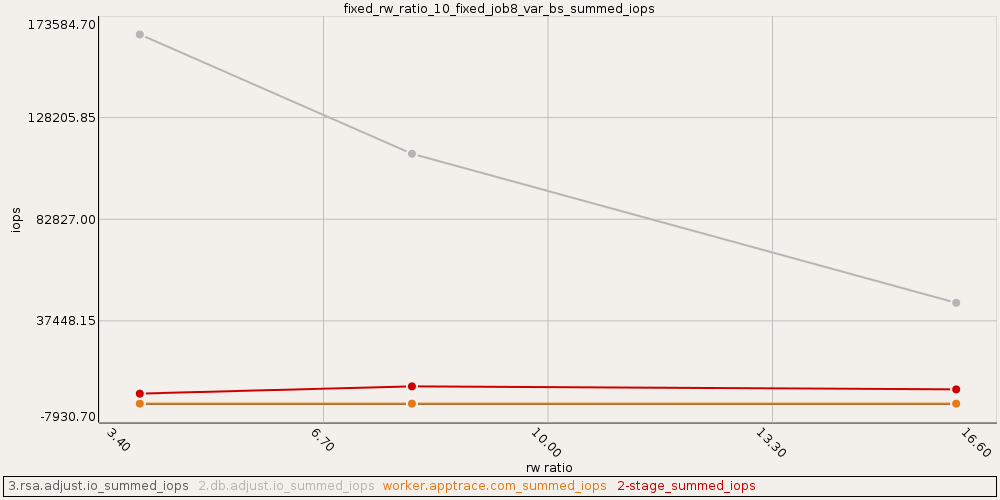 fixed_rw_ratio_10_fixed_job8_var_bs_summed_iops
173584.70
128205.85
82827.00
37448.15
-7930.70
iops
3.40
6.70
10.00
13.30
16.60
rw ratio
3.rsa.adjust.io_summed_iops 2.db.adjust.io_summed_iops worker.apptrace.com_summed_iops 2-stage_summed_iops